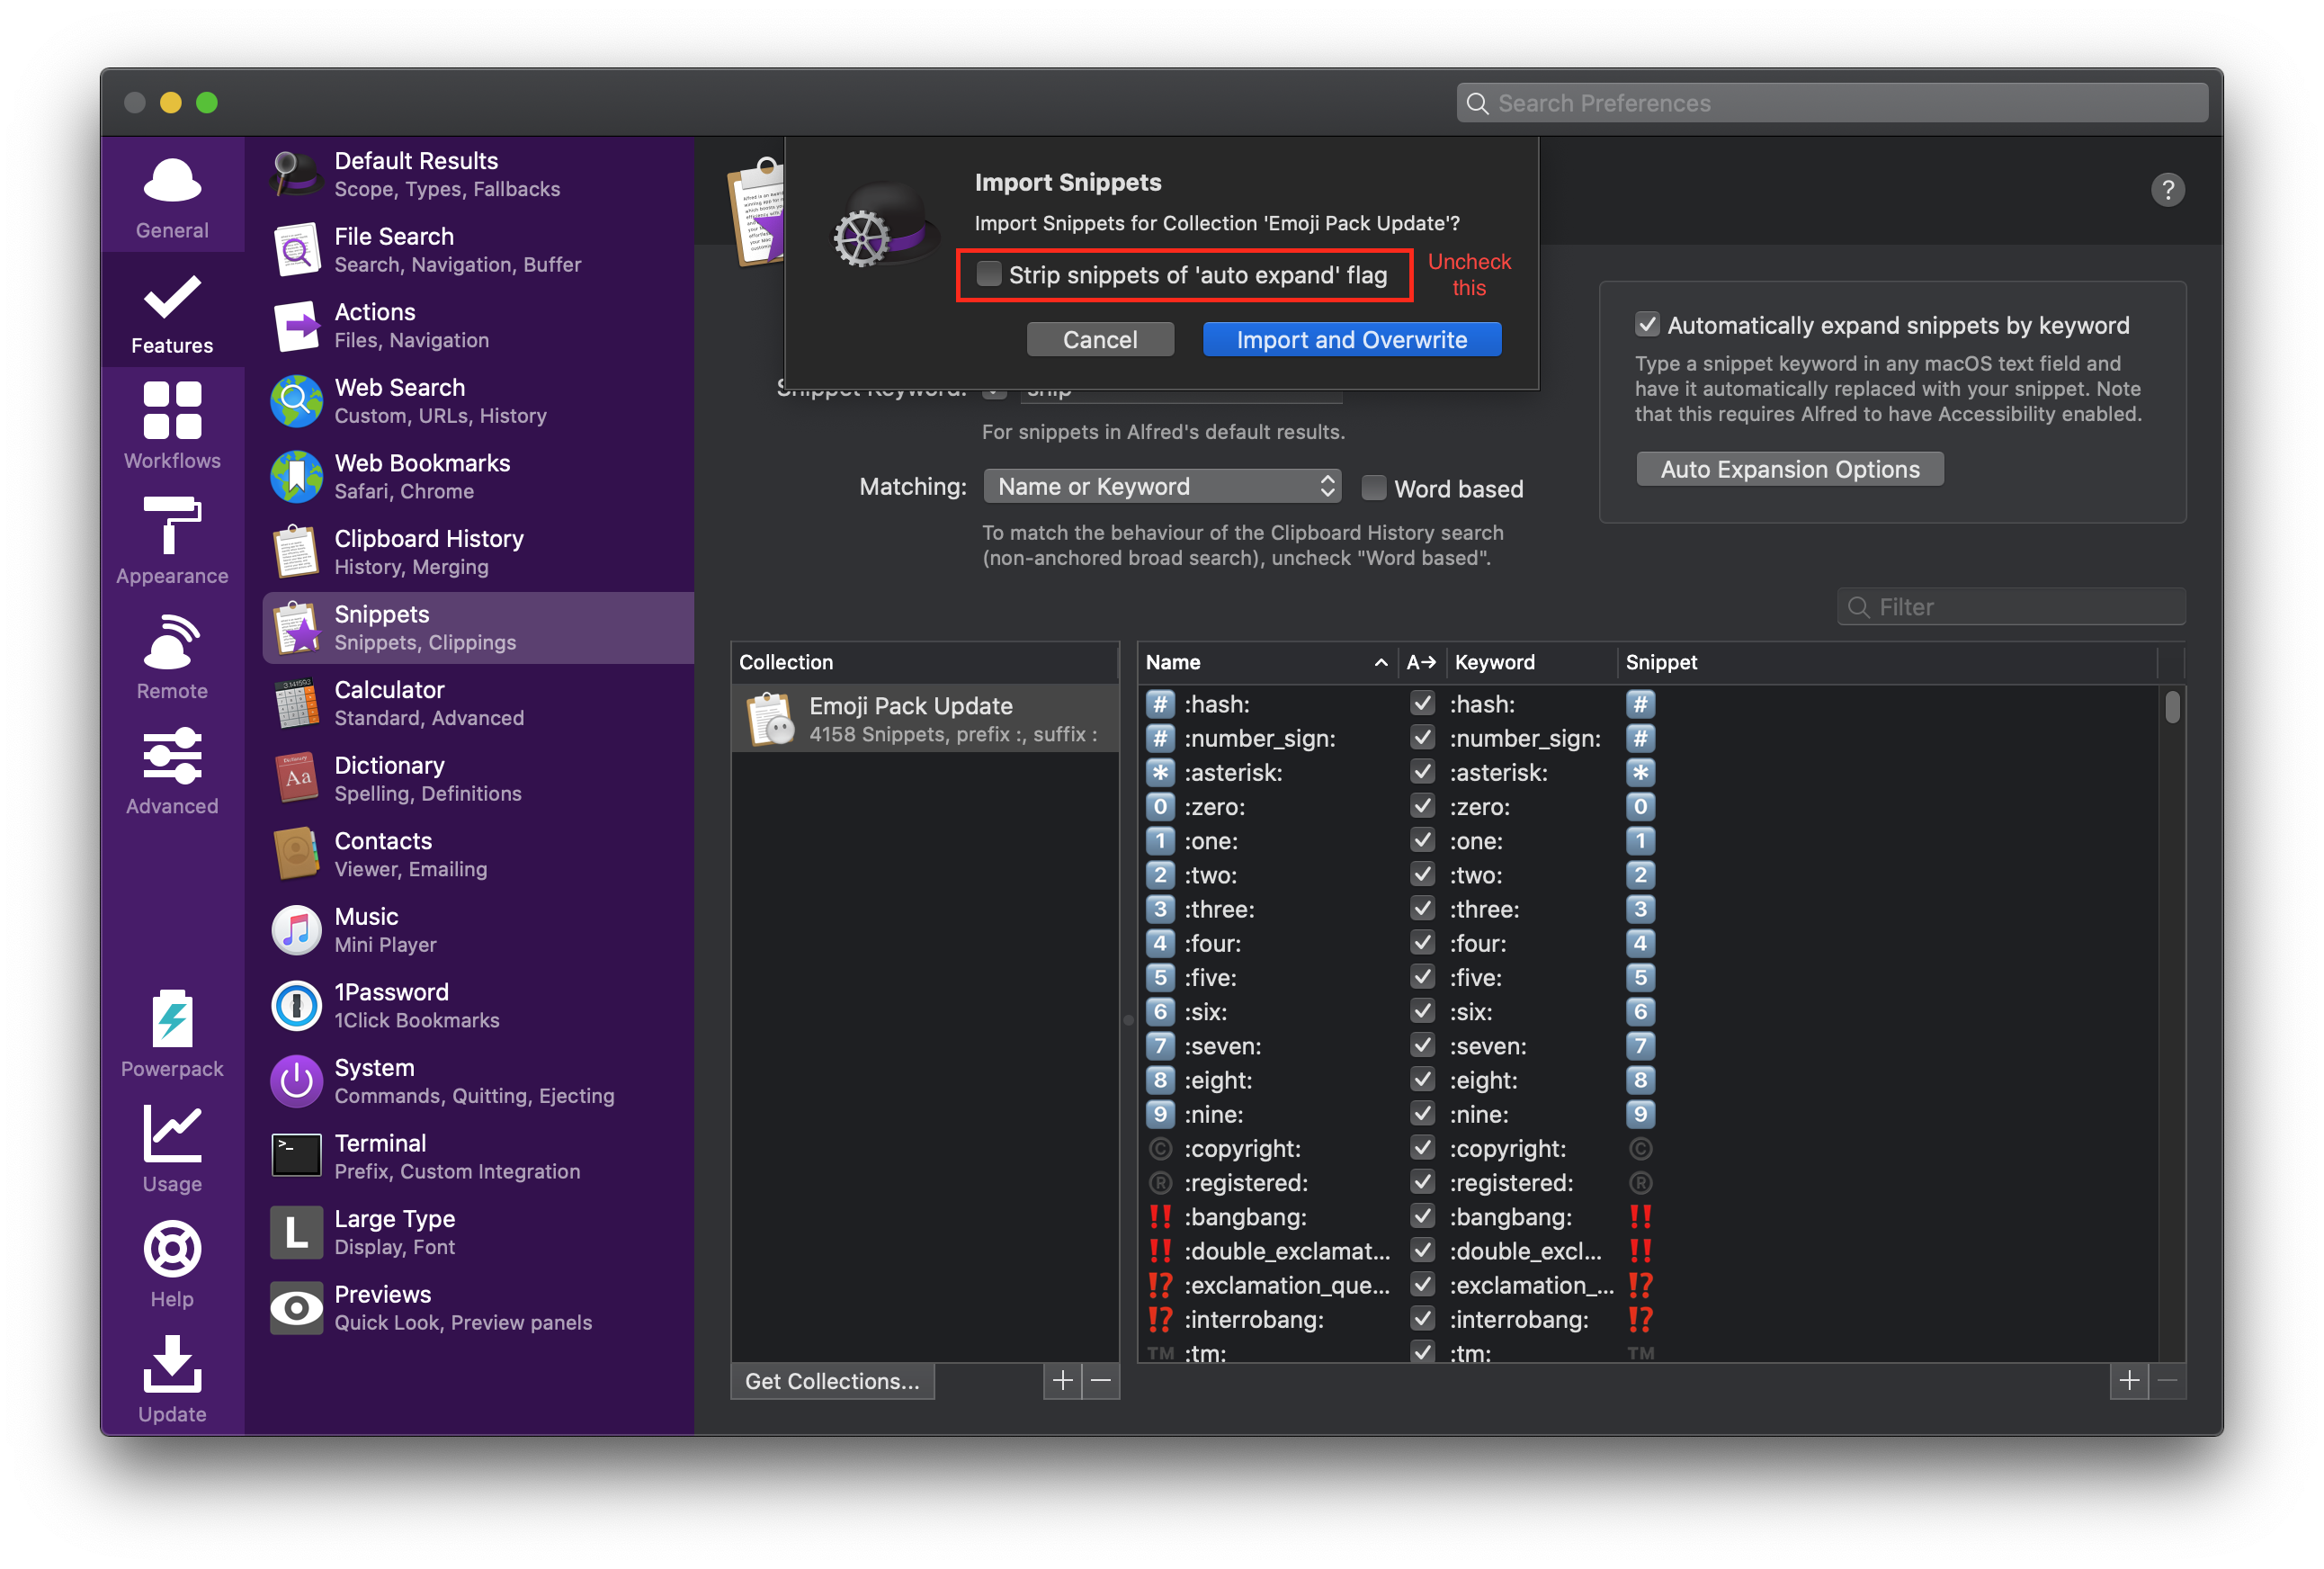 Search Preferences
General
Features
Workflows
Appearance
Remote
Advanced
Powerpack
Usage
Help
Update
Default Results
Scope, Types, Fallbacks
File Search
Search, Navigation, Buffer
Actions
Files, Navigation
Web Search
Custom, URLs, History
Web Bookmarks
Safari, Chrome
Clipboard History
History, Merging
Snippets
Snippets, Clippings
Calculator
Standard, Advanced
Dictionary
Spelling, Definitions
Contacts
Viewer, Emailing
Music
Mini Player
1Password
1Click Bookmarks
System
Commands, Quitting, Ejecting
Terminal
Prefix, Custom Integration
Large Type
Display, Font
Previews
Quick Look, Preview panels
Import Snippets
Import Snippets for Collection 'Emoji Pack Update'?
Strip snippets of 'auto expand' flag
Uncheck
this
Cancel
Import and Overwrite
?
Snippet Keyword:
snip
For snippets in Alfred's default results.
Matching:
Name or Keyword
Word based
To match the behaviour of the Clipboard History search
(non-anchored broad search), uncheck "Word based".
Automatically expand snippets by keyword
Type a snippet keyword in any macOS text field and
have it automatically replaced with your snippet. Note
that this requires Alfred to have Accessibility enabled.
Auto Expansion Options
Filter
Collection
Emoji Pack Update
4158 Snippets, prefix :, suffix :
Get Collections...
Name A→ Keyword Snippet
# :hash: :hash: #
# :number_sign: :number_sign: #
* :asterisk: :asterisk: *
0 :zero: :zero: 0
1 :one: :one: 1
2 :two: :two: 2
3 :three: :three: 3
4 :four: :four: 4
5 :five: :five: 5
6 :six: :six: 6
7 :seven: :seven: 7
8 :eight: :eight: 8
9 :nine: :nine: 9
© :copyright: :copyright: ©
® :registered: :registered: ®
‼ :bangbang: :bangbang: ‼
‼ :double_exclamat... :double_excl... ‼
⁉ :exclamation_que... :exclamation_... ⁉
⁉ :interrobang: :interrobang: ⁉
TM :tm: :tm: TM